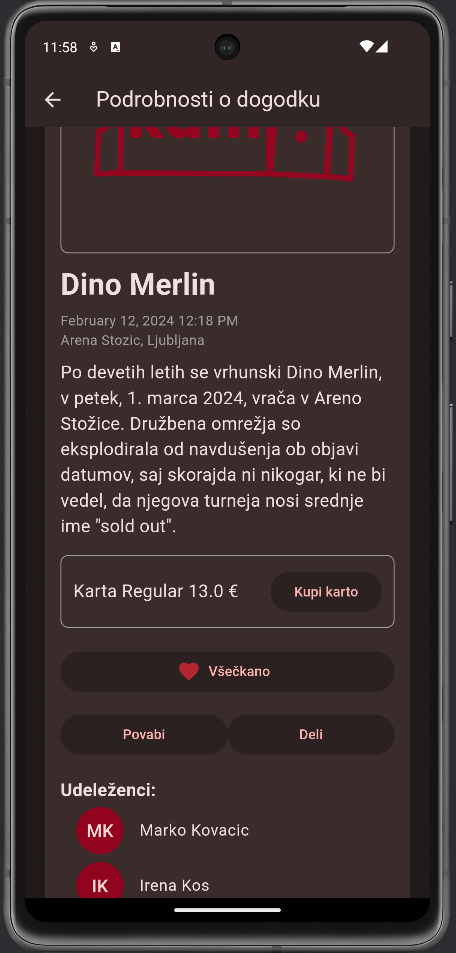 11:58
Podrobnosti o dogodku
Dino Merlin
February 12, 2024 12:18 PM
Arena Stozic, Ljubljana
Po devetih letih se vrhunski Dino Merlin,
v petek, 1. marca 2024, vrača v Areno
Stožice. Družbena omrežja so
eksplodirala od navdušenja ob objavi
datumov, saj skorajda ni nikogar, ki ne bi
vedel, da njegova turneja nosi srednje
ime "sold out".
Karta Regular 13.0 € Kupi karto
Všečkano
Povabi Deli
Udeleženci:
MK Marko Kovacic
IK Irena Kos